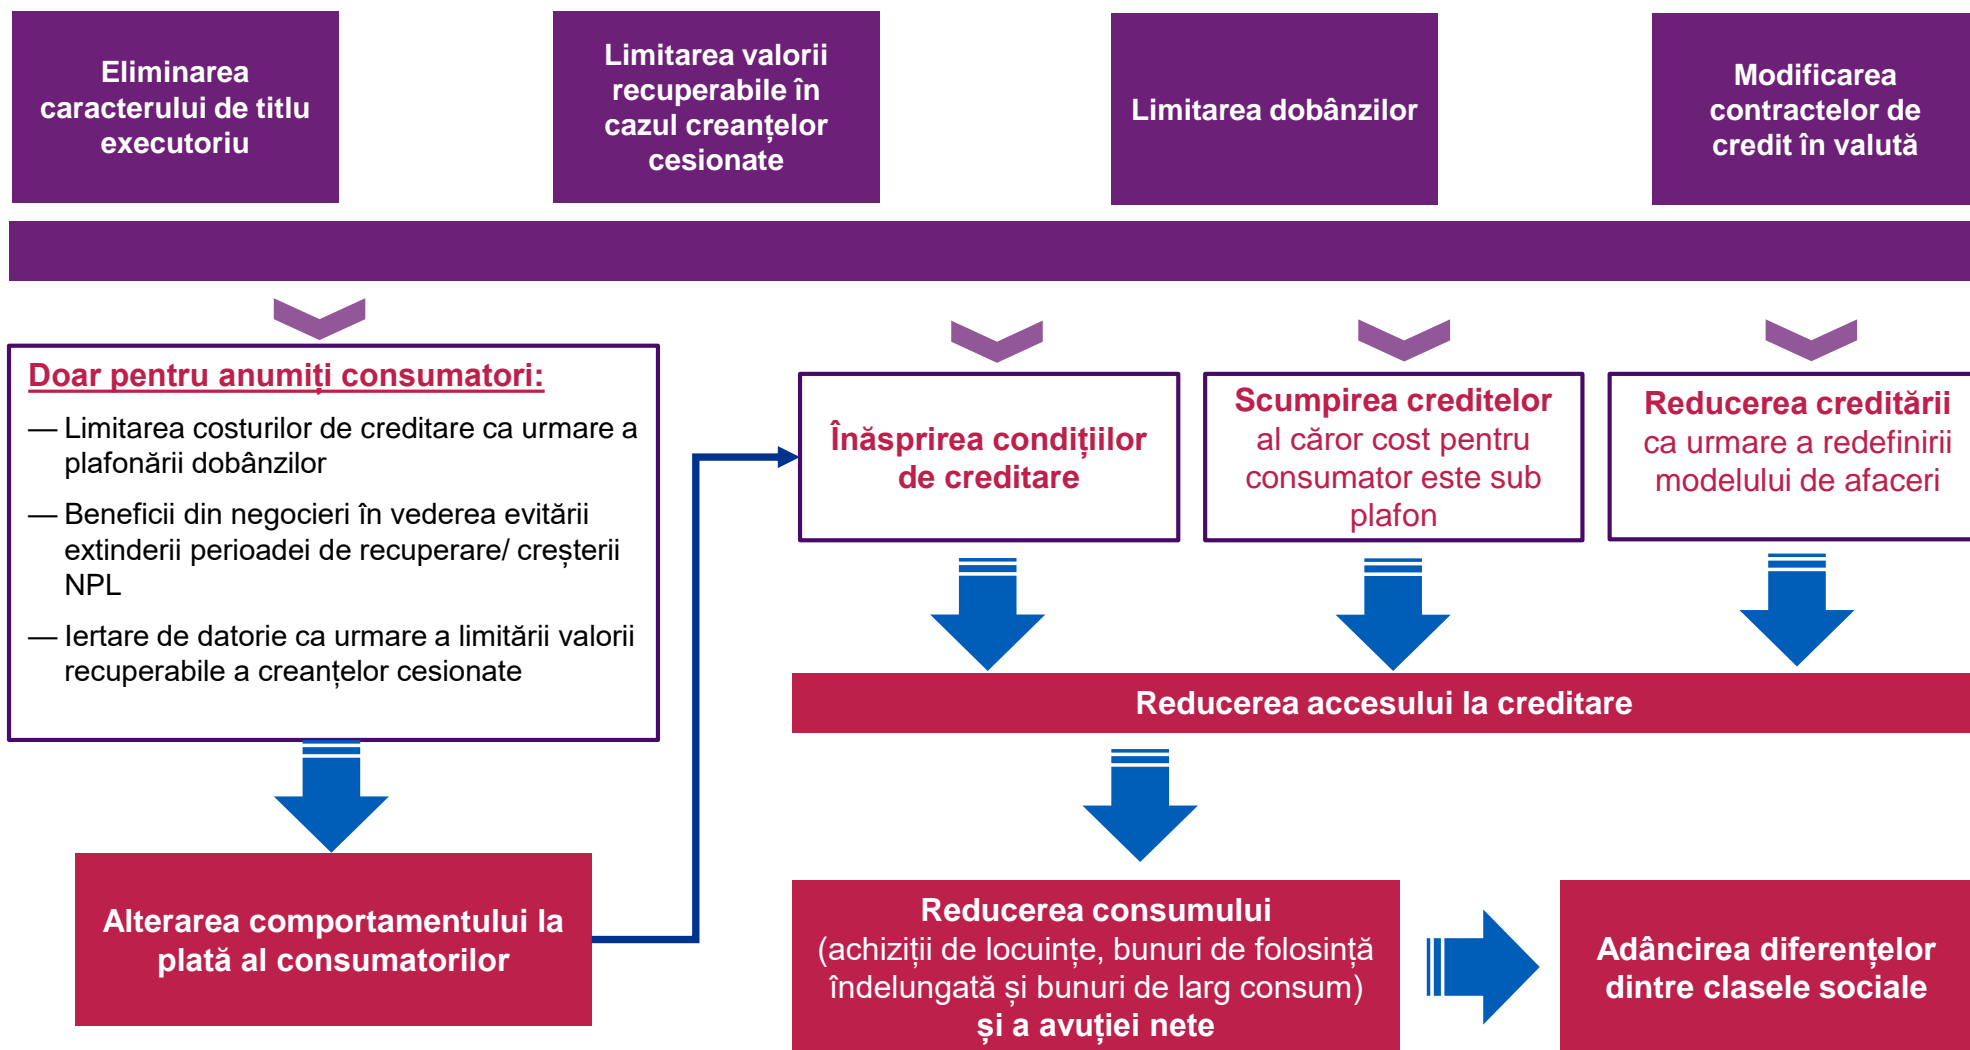 Eliminarea
caracterului de titlu
executoriu
Limitarea valorii
recuperabile în
cazul creanțelor
cesionate
Limitarea dobânzilor
Modificarea
contractelor de
credit în valută
Doar pentru anumiți consumatori:
— Limitarea costurilor de creditare ca urmare a
plafonării dobânzilor
— Beneficii din negocieri în vederea evitării
extinderii perioadei de recuperare/ creșterii
NPL
— Iertare de datorie ca urmare a limitării valorii
recuperabile a creanțelor cesionate
Înăsprirea condițiilor
de creditare
Scumpirea creditelor
al căror cost pentru
consumator este sub
plafon
Reducerea creditării
ca urmare a redefinirii
modelului de afaceri
Reducerea accesului la creditare
Alterarea comportamentului la
plată al consumatorilor
Reducerea consumului
(achiziții de locuințe, bunuri de folosință
îndelungată și bunuri de larg consum)
și a avuției nete
Adâncirea diferențelor
dintre clasele sociale